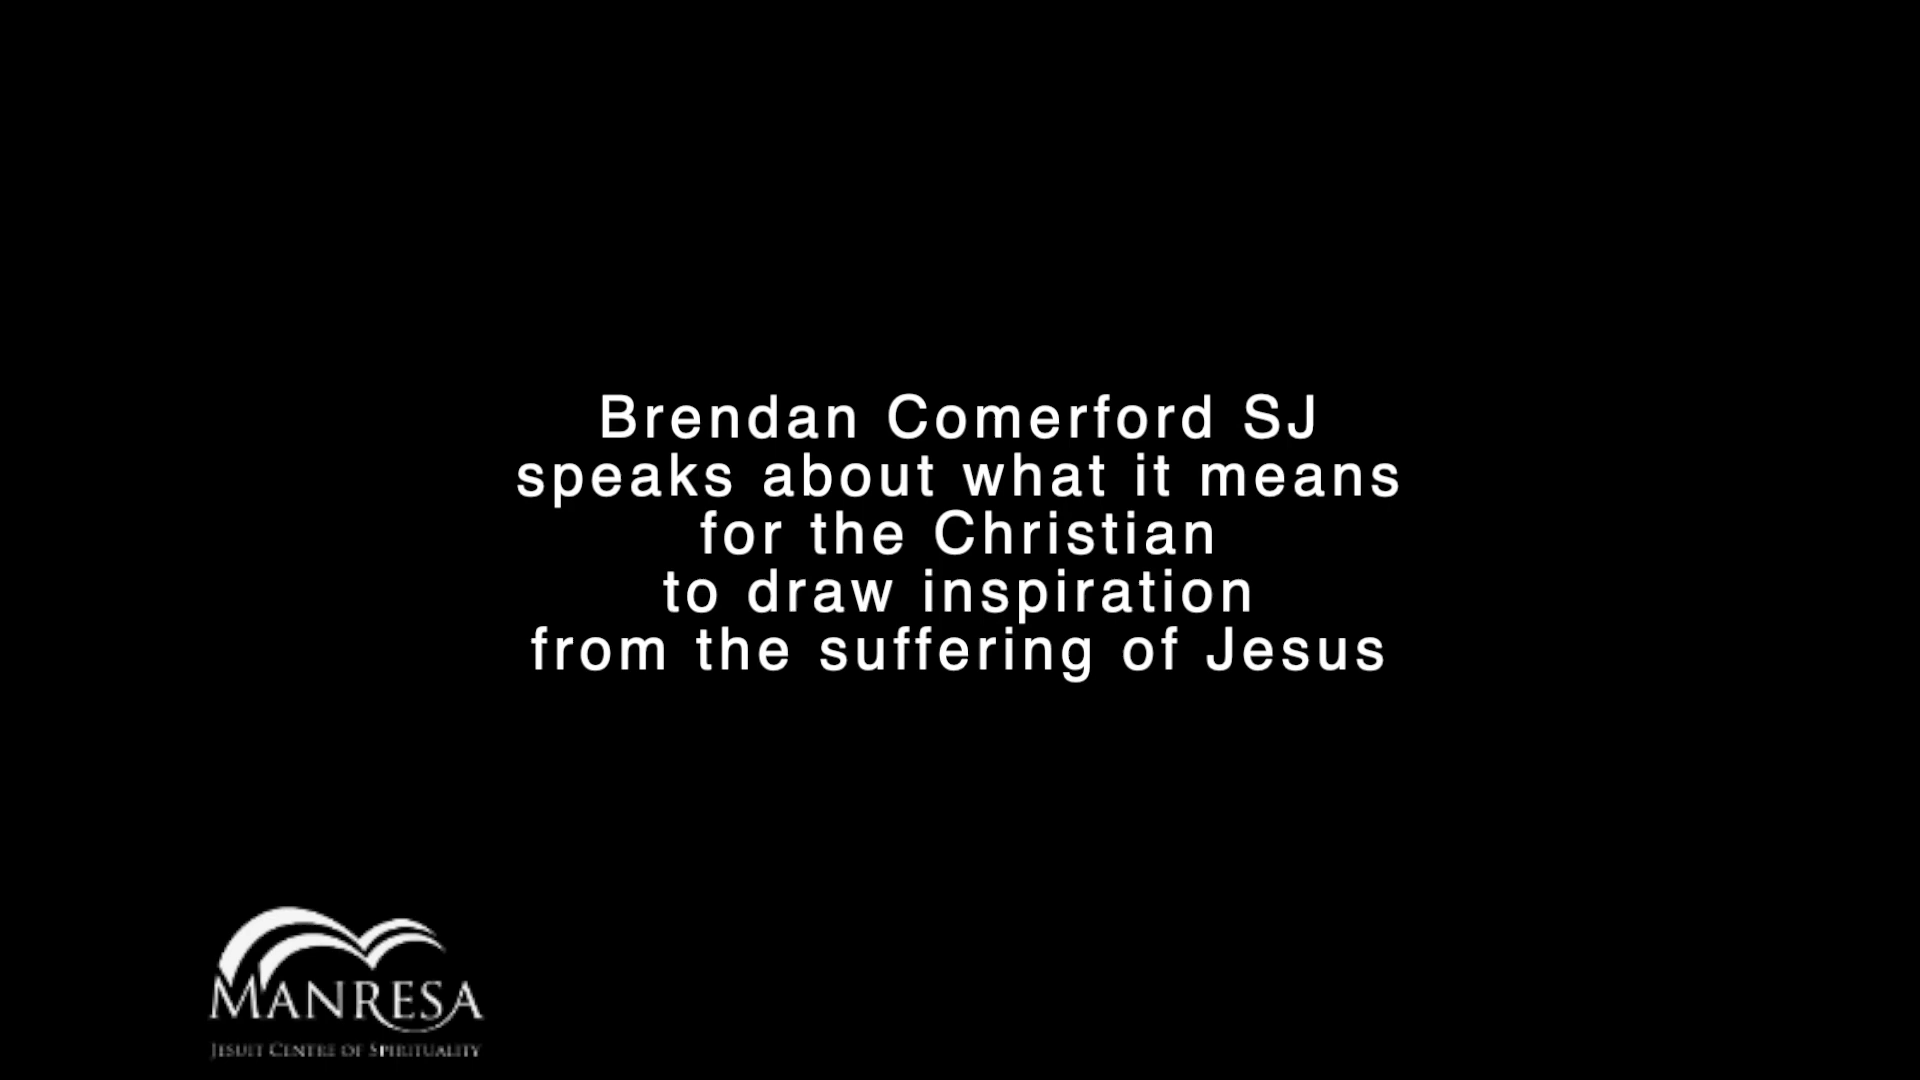 Brendan Comerford SJ
speaks about what it means
for the Christian
to draw inspiration
from the suffering of Jesus
MANRESA
JESUIT CENTRE OF SPIRITUALITY